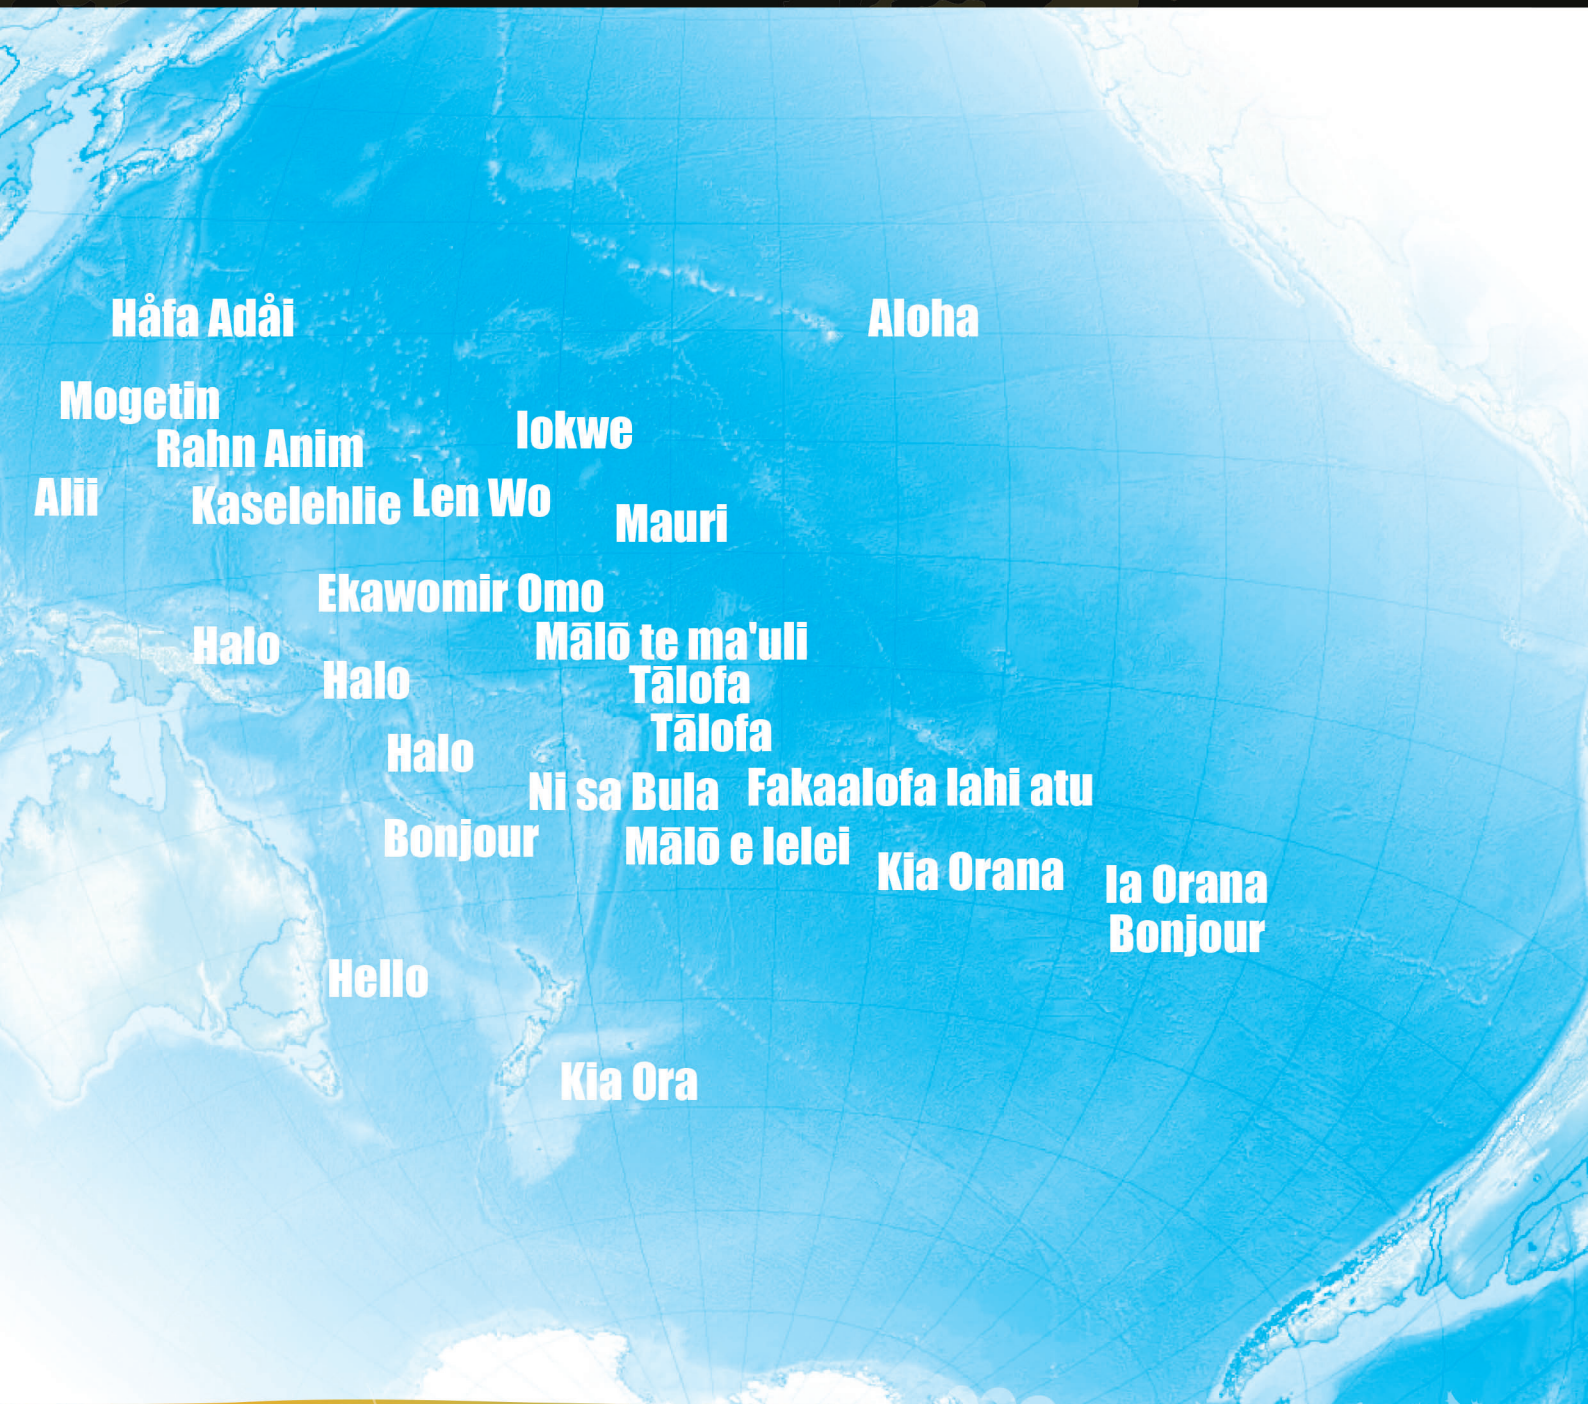 Håfa Adåi
Aloha
Mogetin
Iokwe
Rahn Anim
Alii
Kaselehlie
Len Wo
Mauri
Ekawomir Omo
Halo
Mālō te ma'uli
Halo
Tālofa
Tālofa
Halo
Ni sa Bula
Fakaalofa lahi atu
Bonjour
Mālō e lelei
Kia Orana
Ia Orana
Bonjour
Hello
Kia Ora